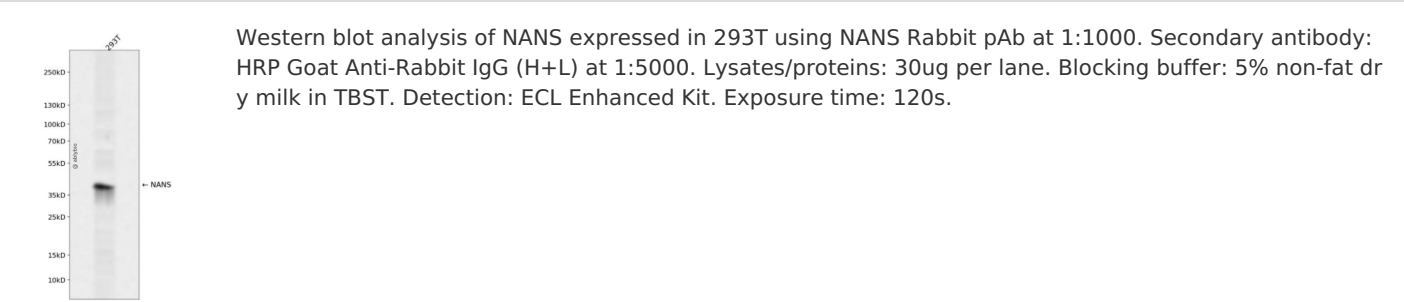 Western blot analysis of NANS expressed in 293T using NANS Rabbit pAb at 1:1000. Secondary antibody:
HRP Goat Anti-Rabbit IgG (H+L) at 1:5000. Lysates/proteins: 30ug per lane. Blocking buffer: 5% non-fat dr
y milk in TBST. Detection: ECL Enhanced Kit. Exposure time: 120s.
293T
250kD
130kD
100kD
70kD
55kD
35kD
25kD
15kD
10kD
← NANS